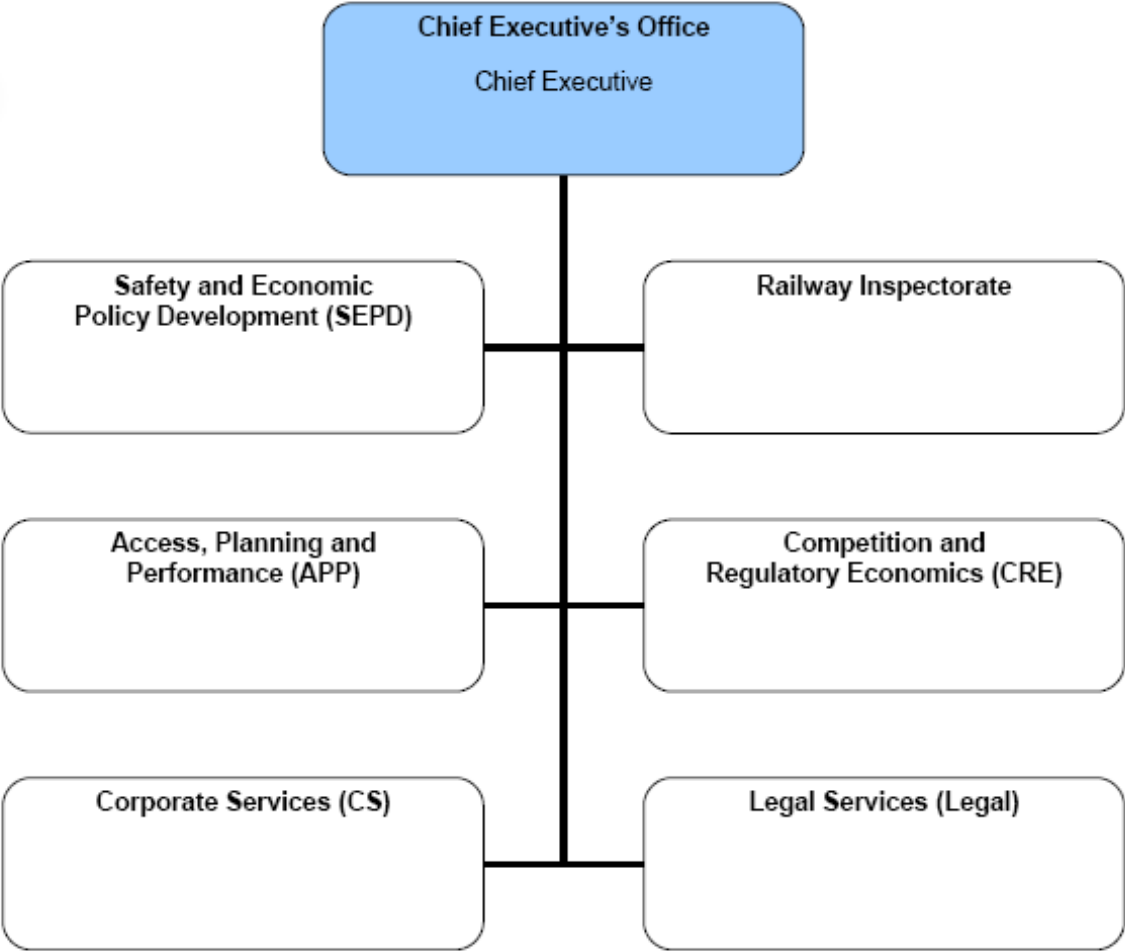 Chief Executive's Office
Chief Executive
Safety and Economic
Policy Development (SEPD)
Railway Inspectorate
Access, Planning and
Performance (APP)
Competition and
Regulatory Economics (CRE)
Corporate Services (CS)
Legal Services (Legal)